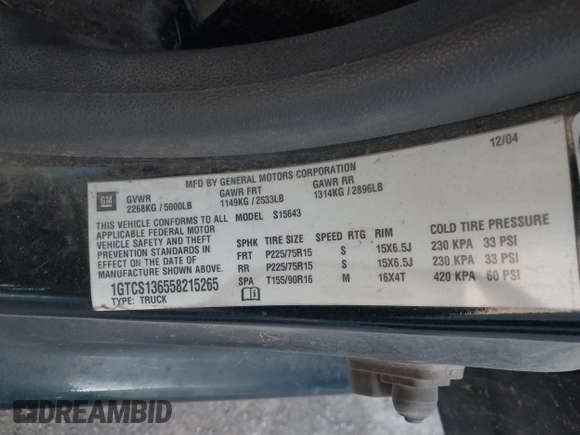 12/04
MFD BY GENERAL MOTORS CORPORATION
GM
GVWR GAWR FRT GAWR RR
2268KG / 5000LB 1149KG / 2533LB 1314KG / 2896LB
THIS VEHICLE CONFORMS TO ALL MODEL S15643
APPLICABLE FEDERAL MOTOR
VEHICLE SAFETY AND THEFT
PREVENTION STANDARDS IN
EFFECT ON THE DATE OF
MANUFACTURE SHOWN ABOVE.
1GTCS136558215265
TYPE: TRUCK
SPHK TIRE SIZE SPEED RTG RIM COLD TIRE PRESSURE
FRT P225/75R15 S 15X6.5J 230 KPA 33 PSI
RR P225/75R15 S 15X6.5J 230 KPA 33 PSI
SPA T155/90R16 M 16X4T 420 KPA 60 PSI
DREAMBID